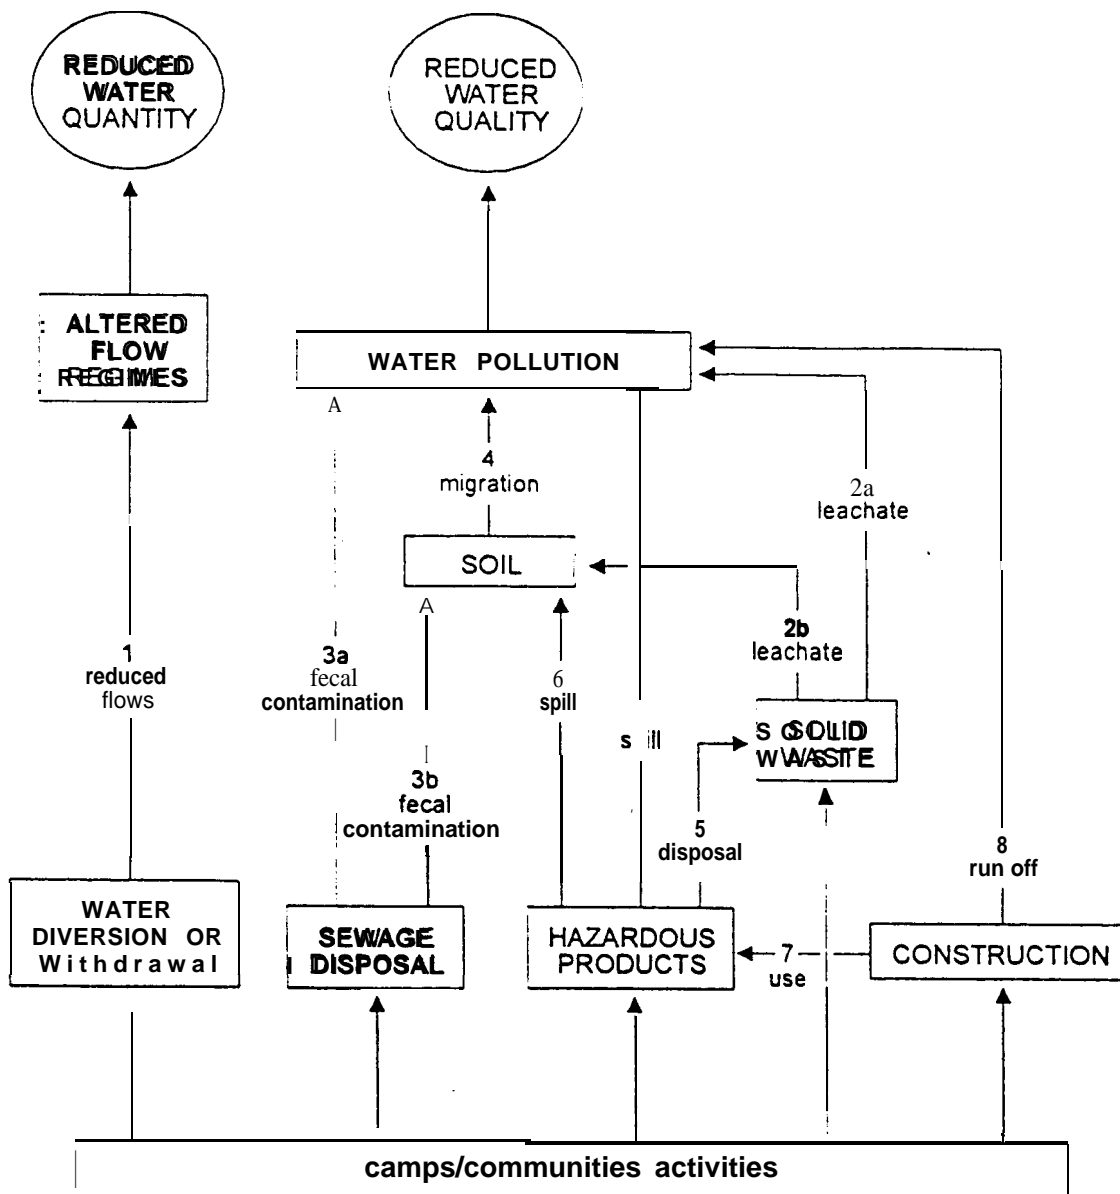 REDUCED
WATER
QUANTITY
REDUCED
WATER
QUALITY
ALTERED
FLOW
REGIMES
WATER POLLUTION
4
migration
2a
leachate
SOIL
1
reduced
flows
3a
fecal
contamination
6
spill
2b
leachate
SOLID
WASTE
3b
fecal
contamination
5
disposal
8
run off
WATER
DIVERSION OR
Withdrawal
SEWAGE
DISPOSAL
HAZARDOUS
PRODUCTS
7
use
CONSTRUCTION
camps/communities activities